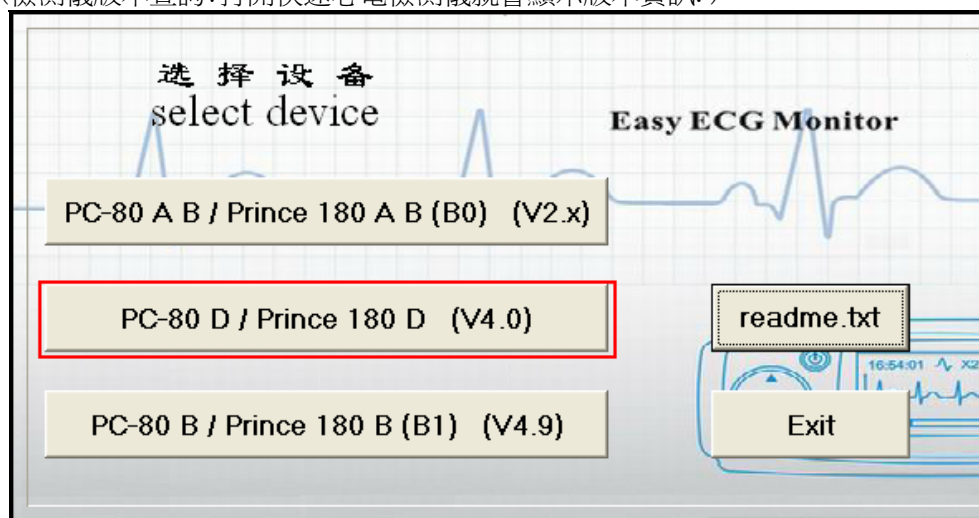 选 择 设 备
select device
Easy ECG Monitor
PC-80 A B / Prince 180 A B (B0) (V2.x)
PC-80 D / Prince 180 D (V4.0)
readme.txt
16:54:01
PC-80 B / Prince 180 B (B1) (V4.9)
Exit